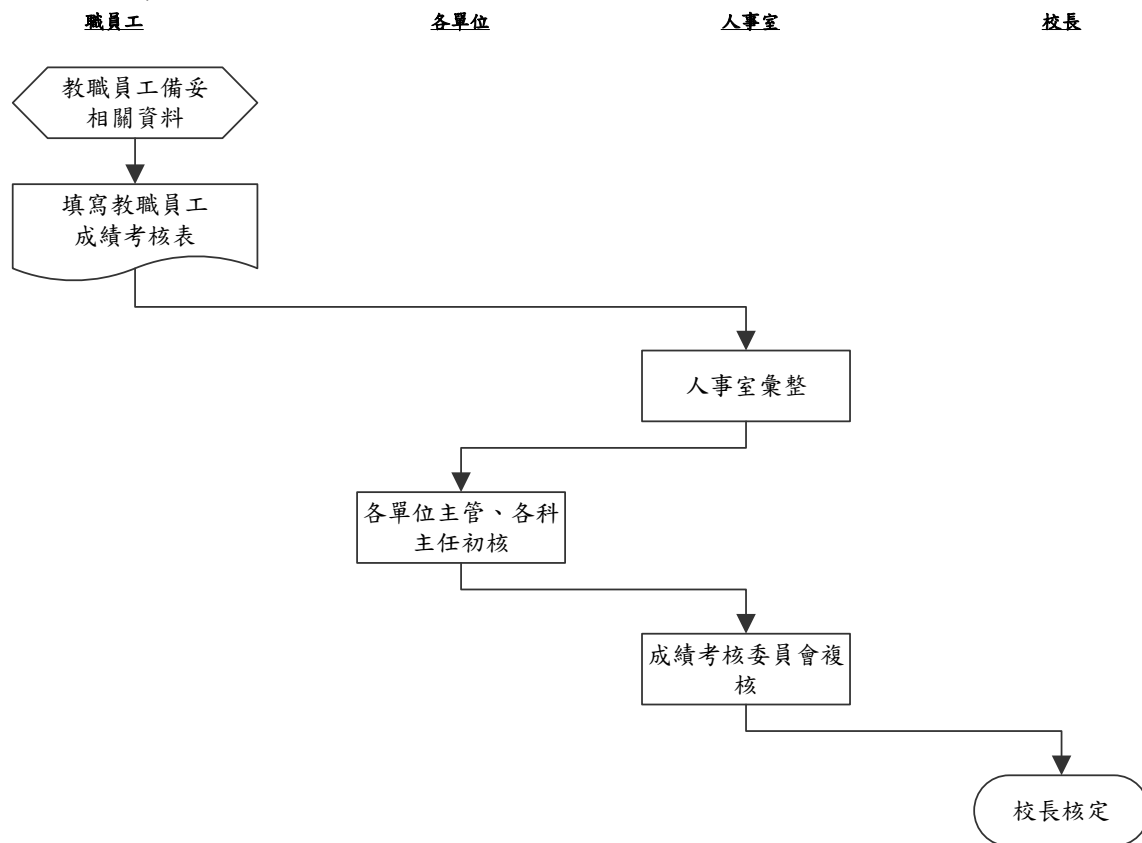 職員工
各單位
人事室
校長
教職員工備妥
相關資料
填寫教職員工
成績考核表
人事室彙整
各單位主管、各科
主任初核
成績考核委員會複
核
校長核定